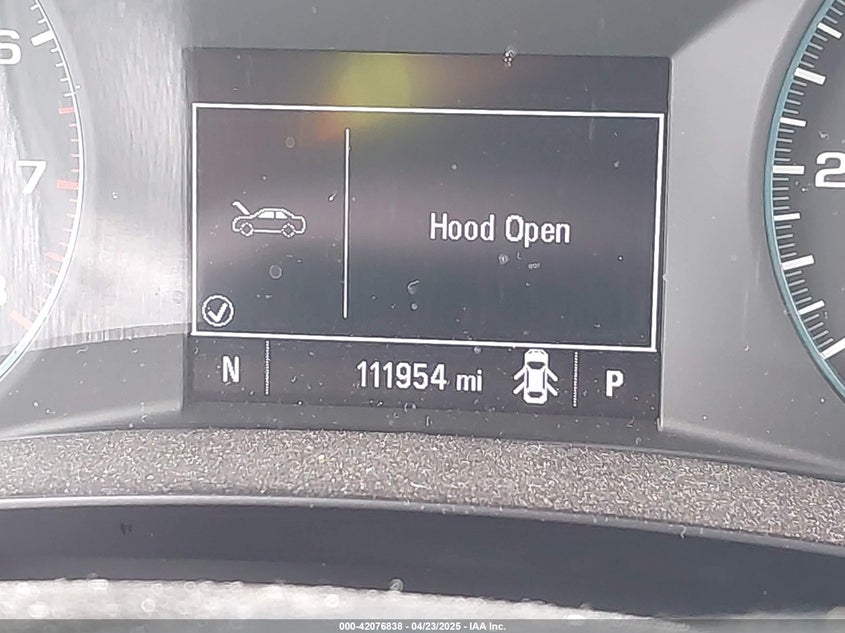 6
7
2
Hood Open
N 111954 mi P
000-42076838 - 04/23/2025 - IAA Inc.